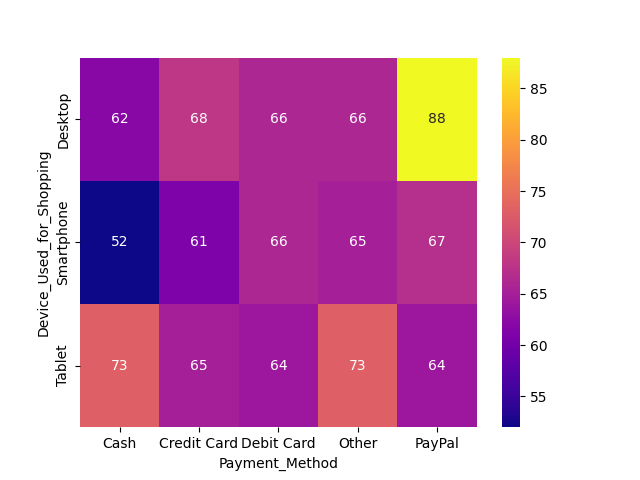 Device_Used_for_Shopping
Desktop
62 68 66 66 88
Smartphone
52 61 66 65 67
Tablet
73 65 64 73 64
Cash Credit Card Debit Card Other PayPal
Payment_Method
85
80
75
70
65
60
55